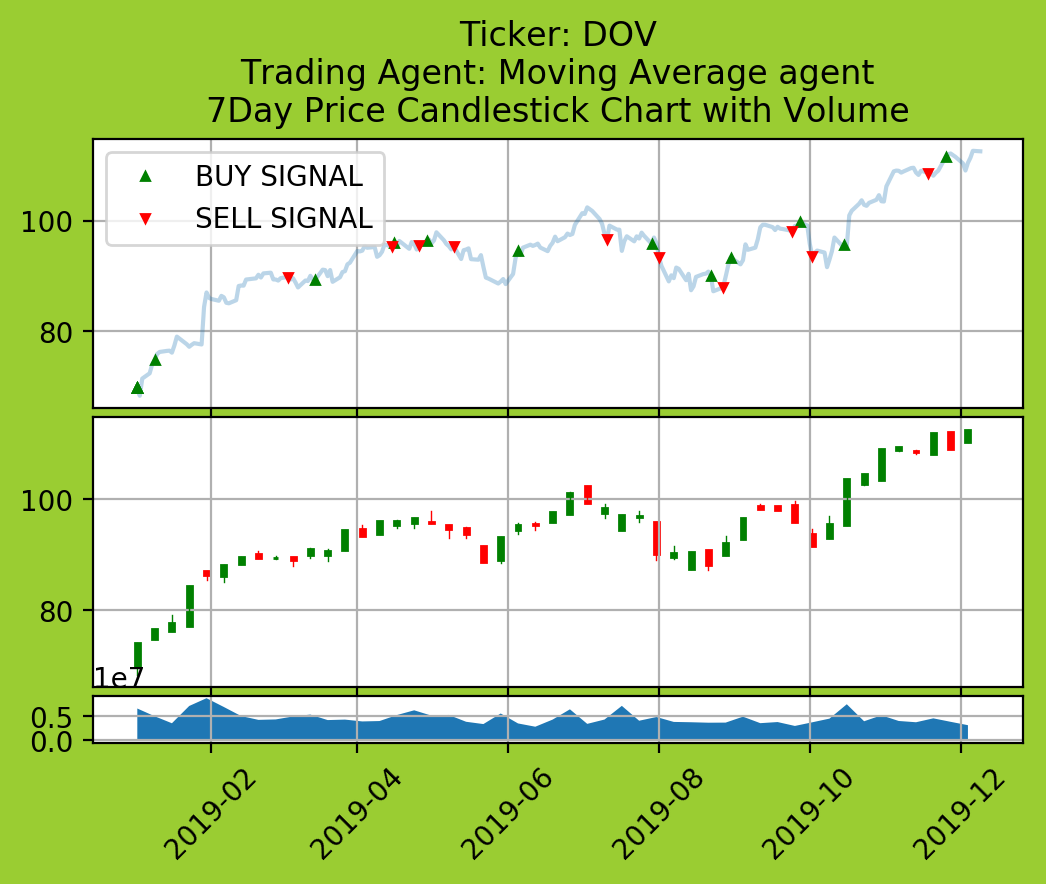 Ticker: DOV
Trading Agent: Moving Average agent
7Day Price Candlestick Chart with Volume
BUY SIGNAL
SELL SIGNAL
100
80
100
80
1e7
0.5
0.0
2019-02
2019-04
2019-06
2019-08
2019-10
2019-12